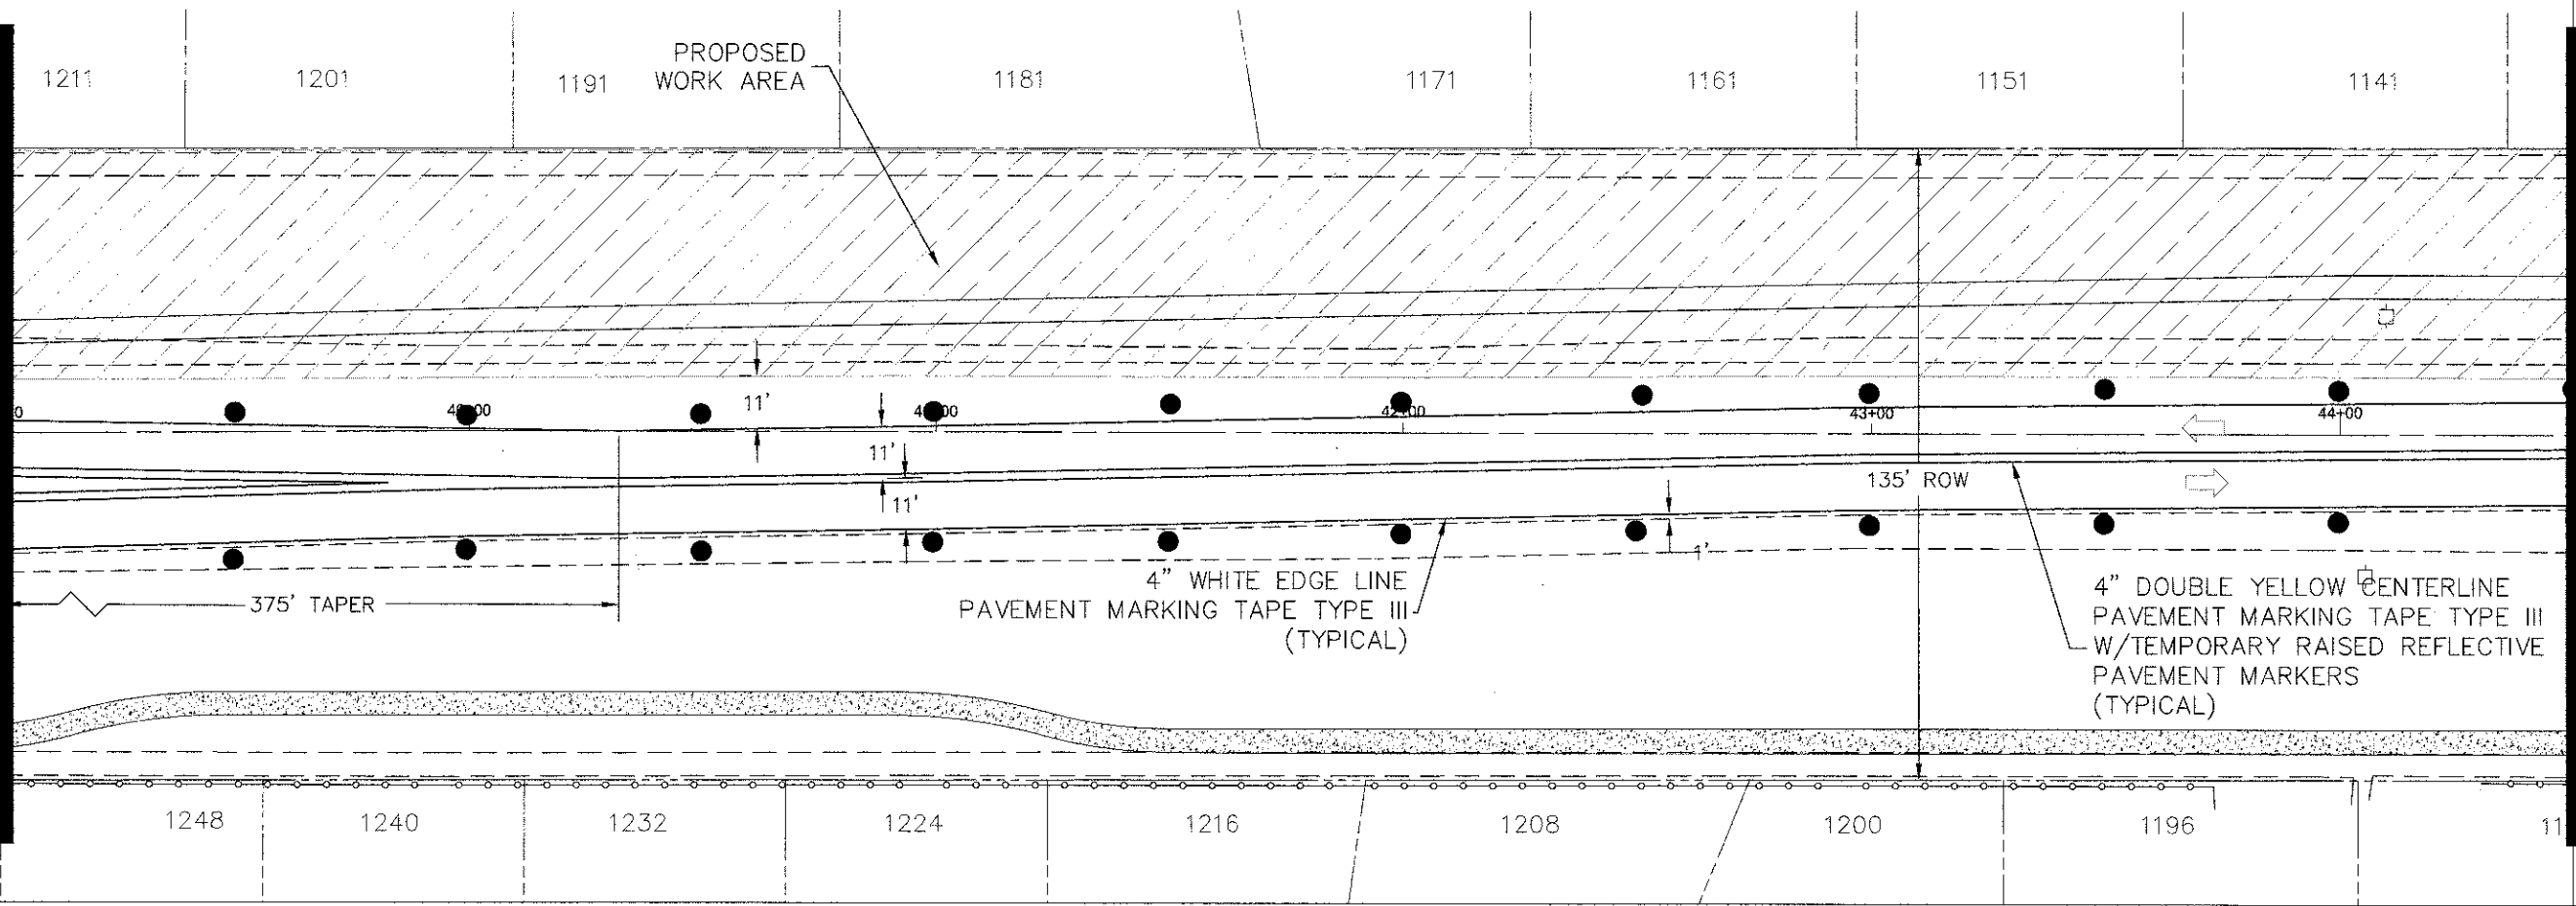 PROPOSED
WORK AREA
1211
1201
1191
1181
1171
1161
1151
1141
11'
43+00
44+00
11'
11'
135' ROW
1'
375' TAPER
4" WHITE EDGE LINE
PAVEMENT MARKING TAPE TYPE III
(TYPICAL)
4" DOUBLE YELLOW CENTERLINE
PAVEMENT MARKING TAPE TYPE III
W/TEMPORARY RAISED REFLECTIVE
PAVEMENT MARKERS
(TYPICAL)
1248
1240
1232
1224
1216
1208
1200
1196
11